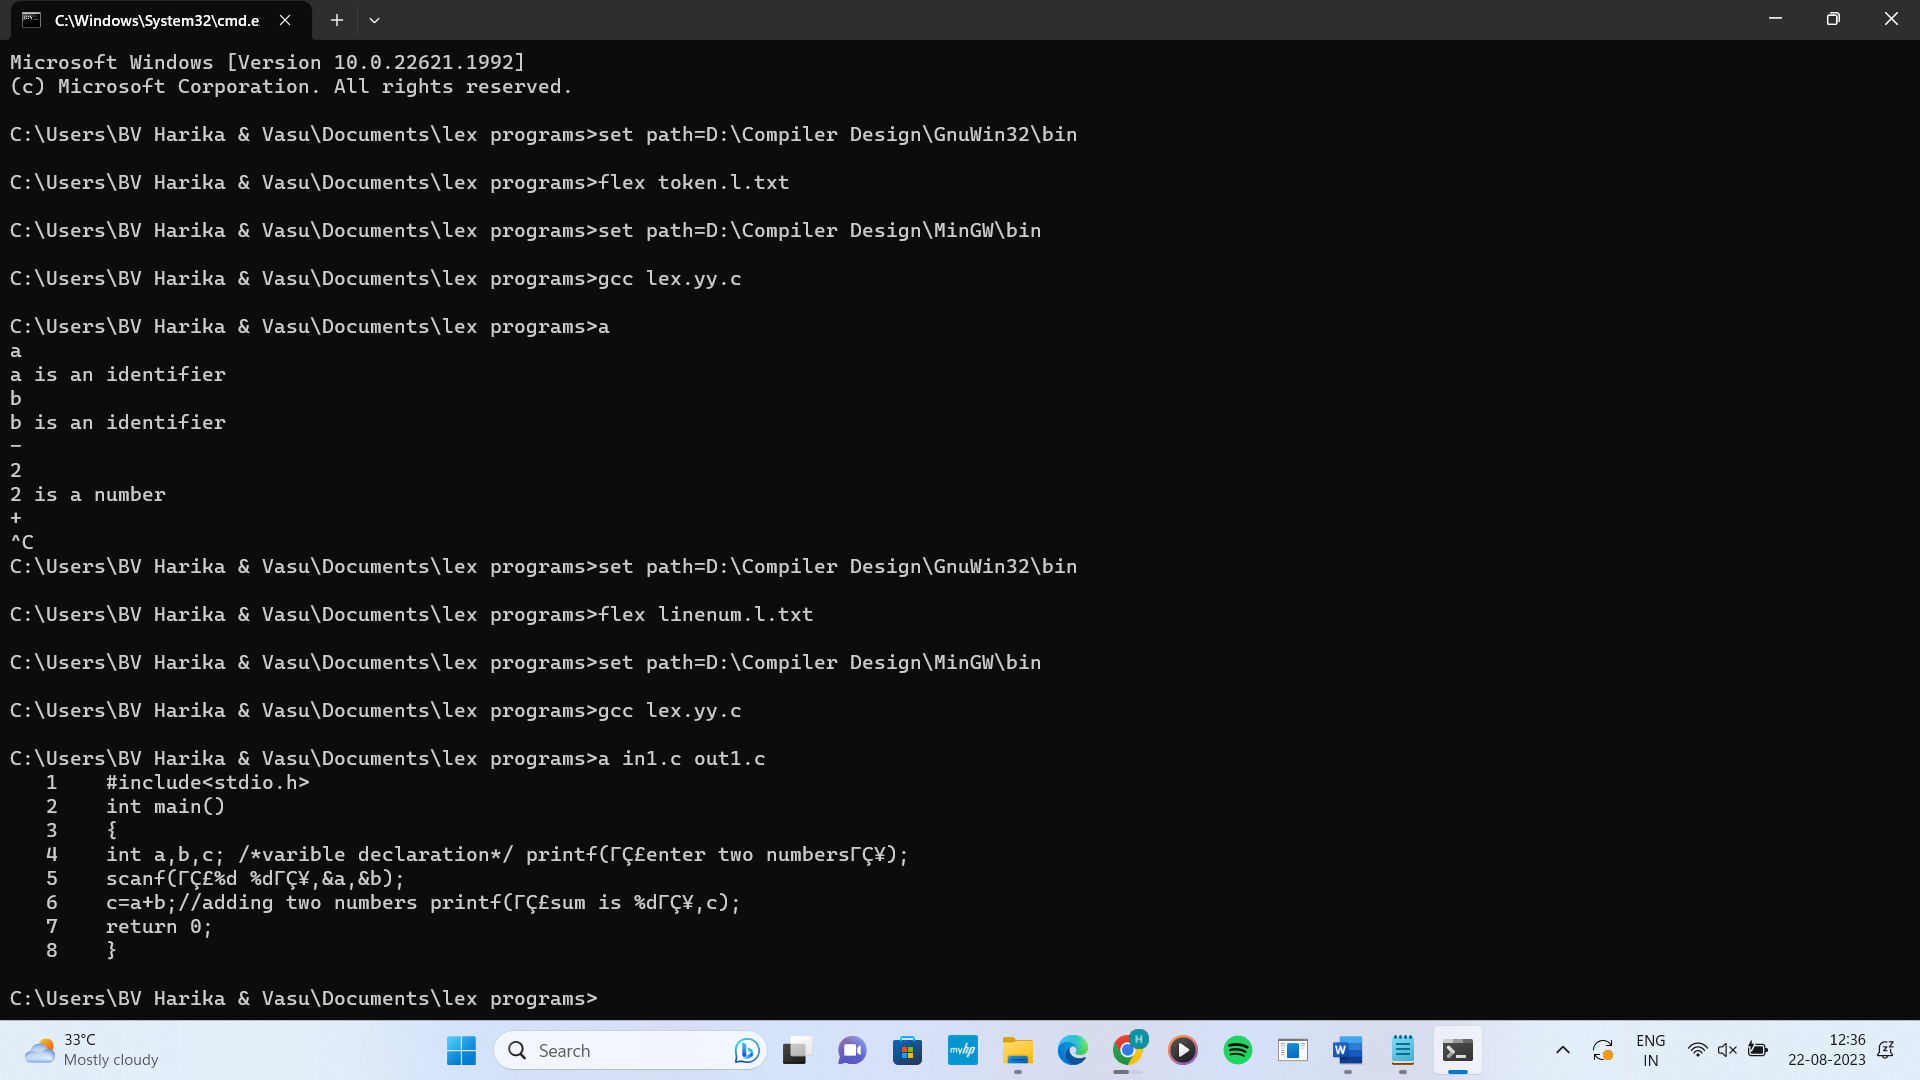 C:\Windows\System32\cmd.e
Microsoft Windows [Version 10.0.22621.1992]
(c) Microsoft Corporation. All rights reserved.
C:\Users\BV Harika & Vasu\Documents\lex programs>set path=D:\Compiler Design\GnuWin32\bin
C:\Users\BV Harika & Vasu\Documents\lex programs>flex token.l.txt
C:\Users\BV Harika & Vasu\Documents\lex programs>set path=D:\Compiler Design\MinGW\bin
C:\Users\BV Harika & Vasu\Documents\lex programs>gcc lex.yy.c
C:\Users\BV Harika & Vasu\Documents\lex programs>a
a
a is an identifier
b
b is an identifier
-
2
2 is a number
+
^C
C:\Users\BV Harika & Vasu\Documents\lex programs>set path=D:\Compiler Design\GnuWin32\bin
C:\Users\BV Harika & Vasu\Documents\lex programs>flex linenum.l.txt
C:\Users\BV Harika & Vasu\Documents\lex programs>set path=D:\Compiler Design\MinGW\bin
C:\Users\BV Harika & Vasu\Documents\lex programs>gcc lex.yy.c
C:\Users\BV Harika & Vasu\Documents\lex programs>a in1.c out1.c
1 #include<stdio.h>
2 int main()
3 {
4 int a,b,c; /*varible declaration*/ printf(ΓÇ£enter two numbersΓÇ¥);
5 scanf(ΓÇ£%d %dΓÇ¥,&a,&b);
6 c=a+b;//adding two numbers printf(ΓÇ£sum is %dΓÇ¥,c);
7 return 0;
8 }
C:\Users\BV Harika & Vasu\Documents\lex programs>
33°C
Mostly cloudy
Search
myhp
H
W
ENG
IN
12:36
22-08-2023